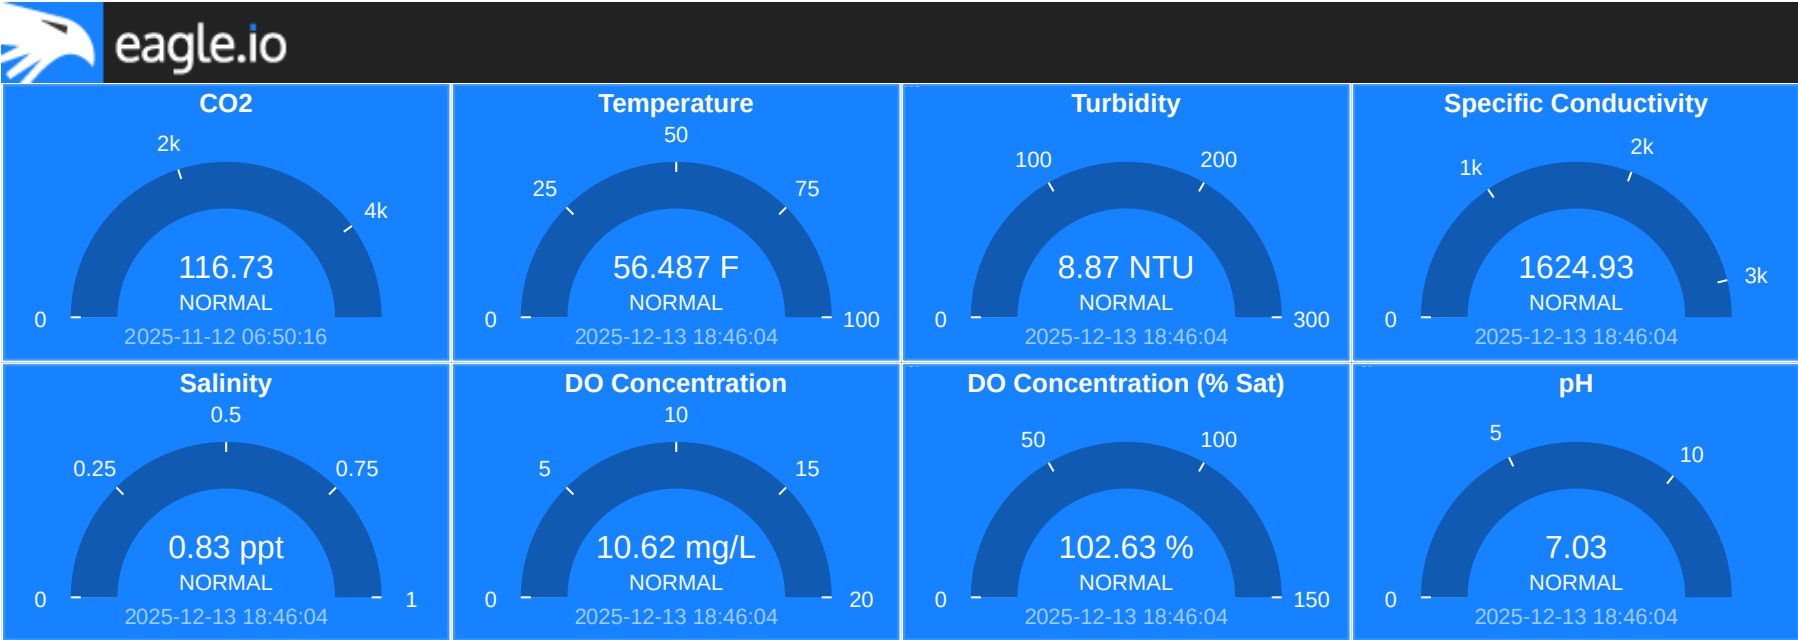 eagle.io
CO2
2k
4k
116.73
NORMAL
0
2025-11-12 06:50:16
Temperature
50
25
75
56.487 F
NORMAL
0
100
2025-12-13 18:46:04
Turbidity
100
200
8.87 NTU
NORMAL
0
300
2025-12-13 18:46:04
Specific Conductivity
2k
1k
1624.93
3k
NORMAL
0
2025-12-13 18:46:04
Salinity
0.5
0.25
0.75
0.83 ppt
NORMAL
0
1
2025-12-13 18:46:04
DO Concentration
10
5
15
10.62 mg/L
NORMAL
0
20
2025-12-13 18:46:04
DO Concentration (% Sat)
50
100
102.63 %
NORMAL
0
150
2025-12-13 18:46:04
pH
5
10
7.03
NORMAL
0
2025-12-13 18:46:04